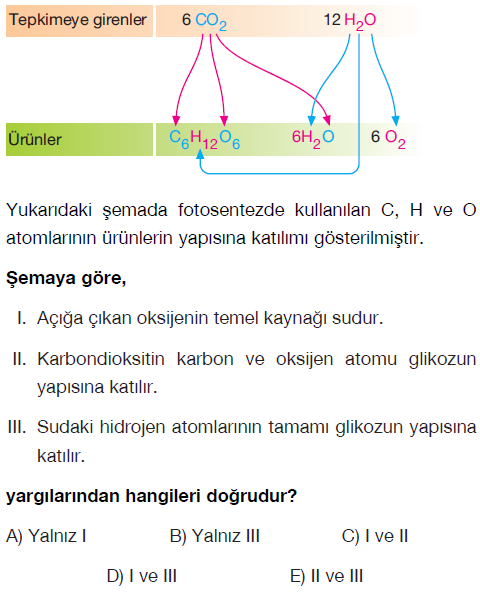 Tepkimeye girenler 6 CO2 12 H2O
Ürünler C6H12O6 6H2O 6 O2
Yukarıdaki şemada fotosentezde kullanılan C, H ve O
atomlarının ürünlerin yapısına katılımı gösterilmiştir.
Şemaya göre,
I. Açığa çıkan oksijenin temel kaynağı sudur.
II. Karbondioksitin karbon ve oksijen atomu glikozun
yapısına katılır.
III. Sudaki hidrojen atomlarının tamamı glikozun yapısına
katılır.
yargılarından hangileri doğrudur?
A) Yalnız I B) Yalnız III C) I ve II
D) I ve III E) II ve III